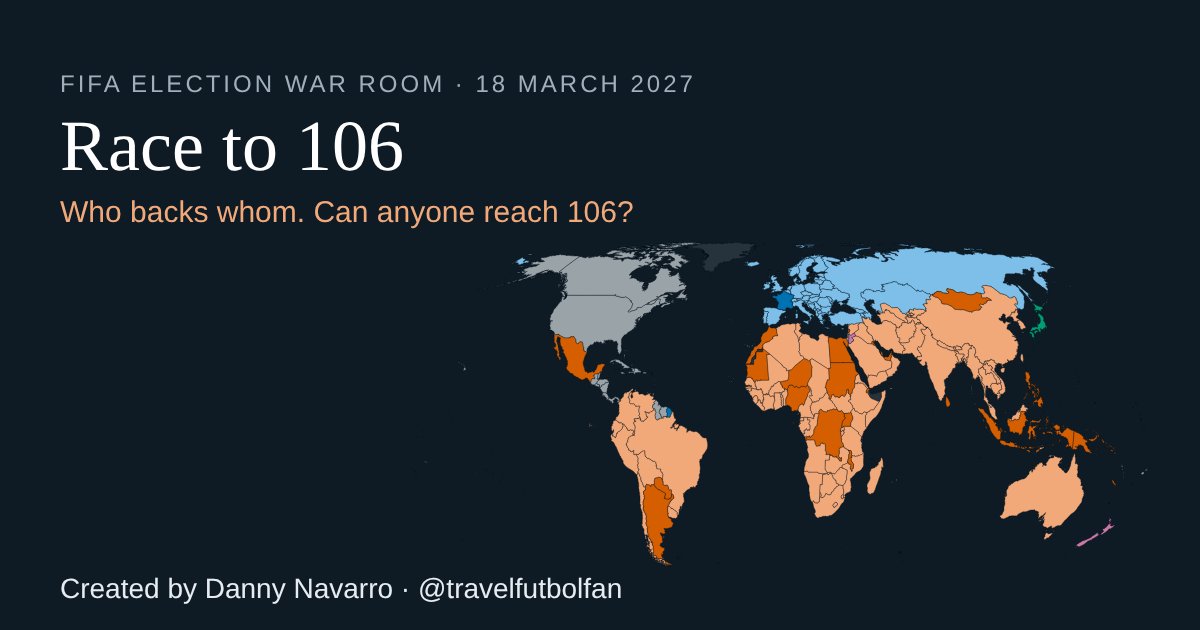 FIFA ELECTION WAR ROOM · 18 MARCH 2027
Race to 106
Who backs whom. Can anyone reach 106?
Created by Danny Navarro · @travelfutbolfan